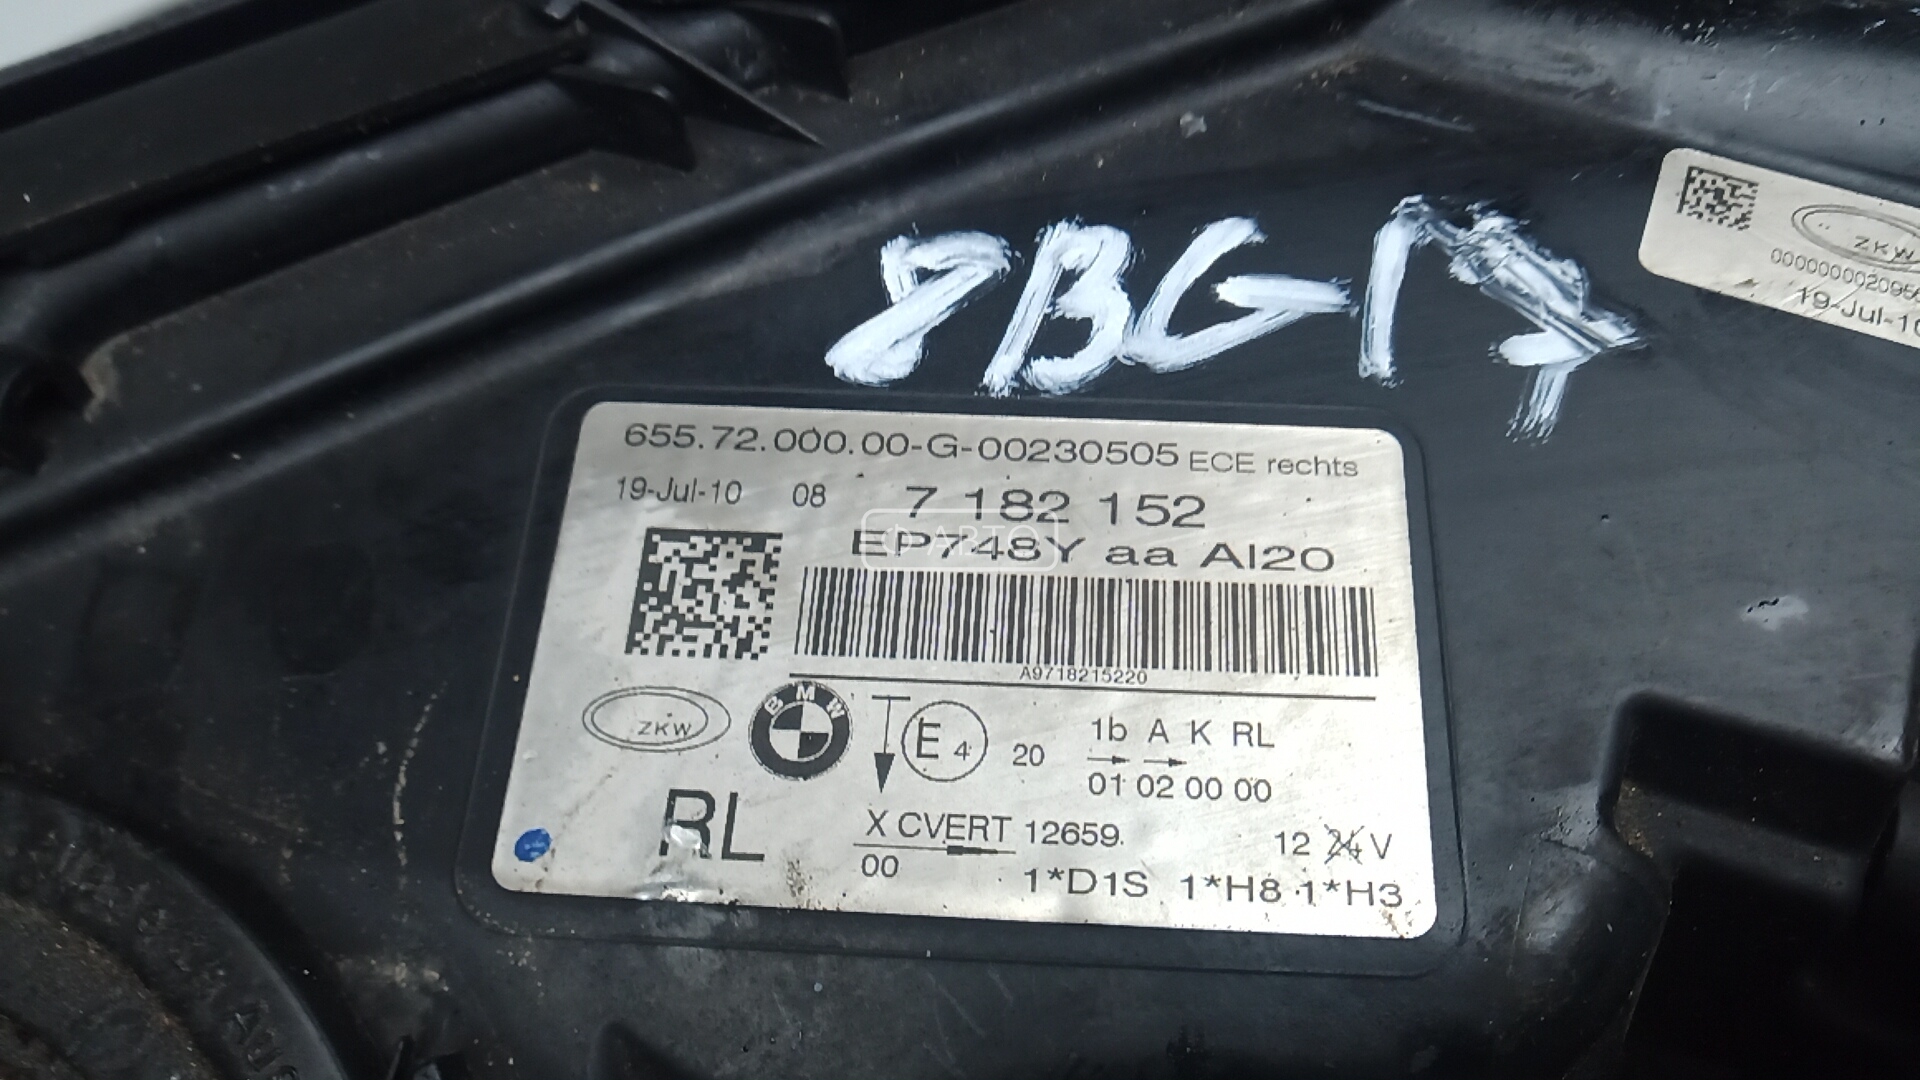 8BG
ZKW
19-Jul-10
655.72.000.00-G-00230505 ECE rechts
19-Jul-10 08 7 182 152
EP748Y aa AI20
A9718215220
ZKW BMW E4 20 1b A K RL
01 02 00 00
RL X CVERT 12659. 12 24 V
00 1*D1S 1*H8 1*H3